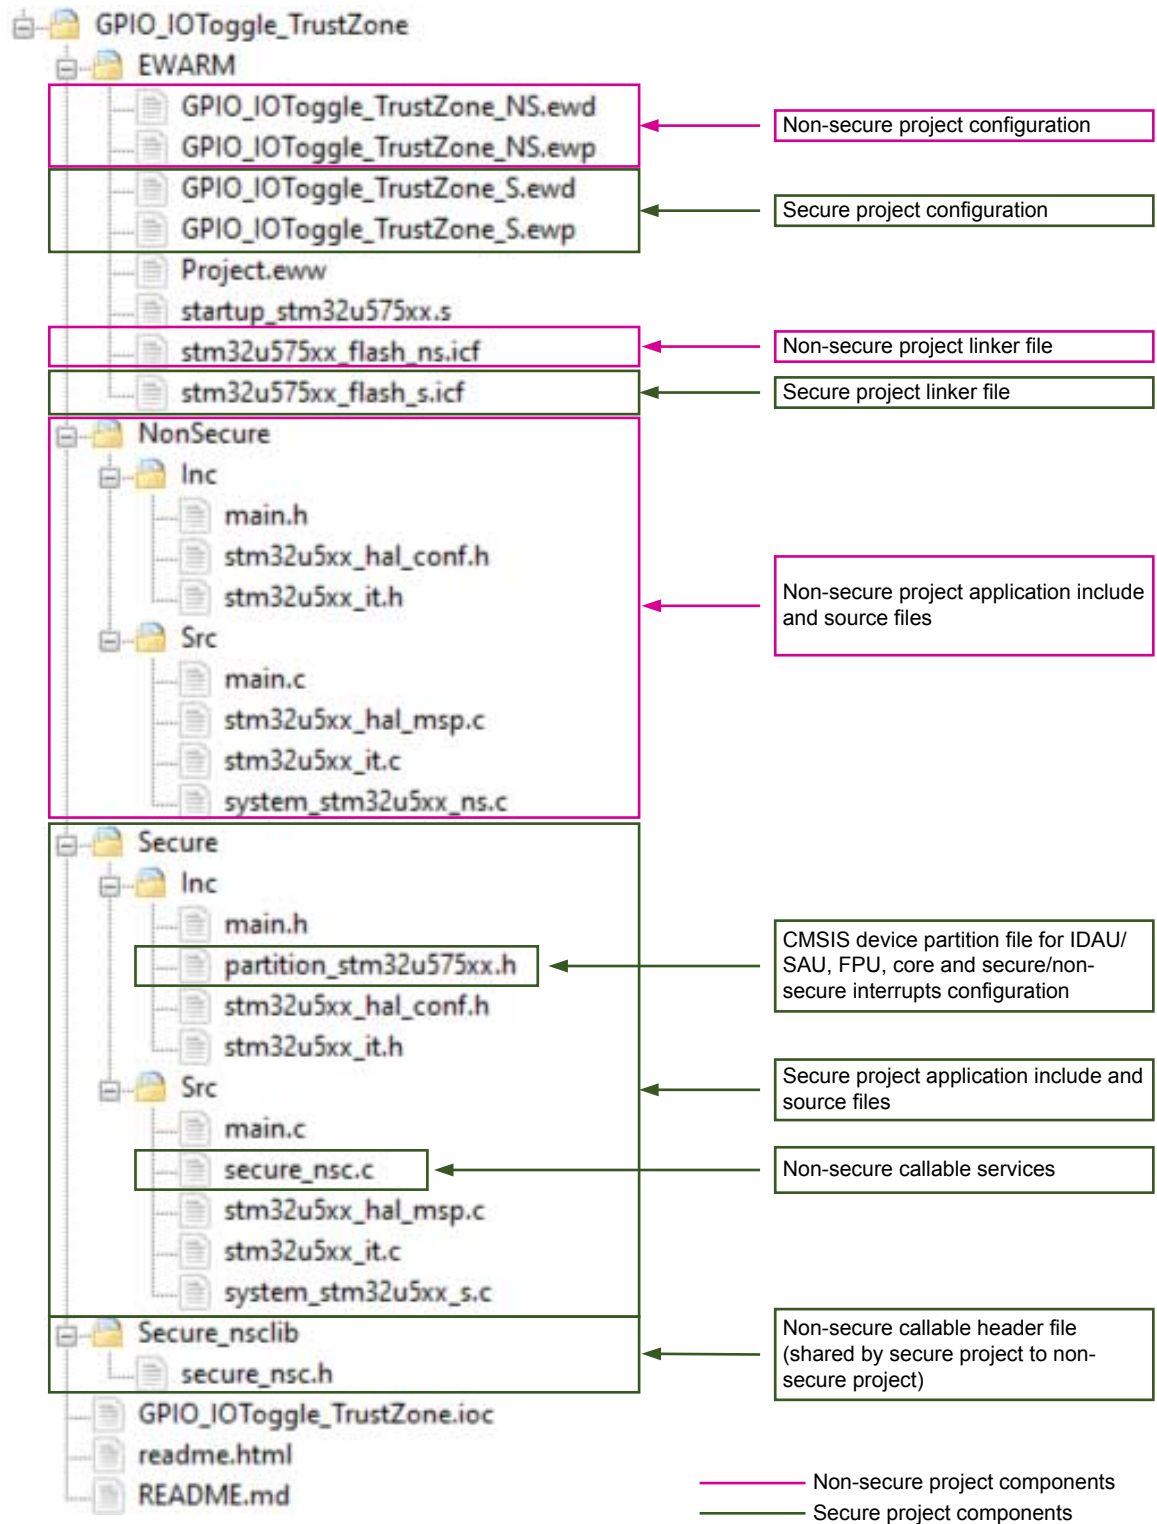 GPIO_IOToggle_TrustZone
EWARM
GPIO_IOToggle_TrustZone_NS.ewd
GPIO_IOToggle_TrustZone_NS.ewp
Non-secure project configuration
GPIO_IOToggle_TrustZone_S.ewd
GPIO_IOToggle_TrustZone_S.ewp
Secure project configuration
Project.eww
startup_stm32u575xx.s
stm32u575xx_flash_ns.icf
Non-secure project linker file
stm32u575xx_flash_s.icf
Secure project linker file
NonSecure
Inc
main.h
stm32u5xx_hal_conf.h
stm32u5xx_it.h
Non-secure project application include
and source files
Src
main.c
stm32u5xx_hal_msp.c
stm32u5xx_it.c
system_stm32u5xx_ns.c
Secure
Inc
main.h
partition_stm32u575xx.h
CMSIS device partition file for IDAU/
SAU, FPU, core and secure/non-
secure interrupts configuration
stm32u5xx_hal_conf.h
stm32u5xx_it.h
Src
Secure project application include and
source files
main.c
secure_nsc.c
Non-secure callable services
stm32u5xx_hal_msp.c
stm32u5xx_it.c
system_stm32u5xx_s.c
Secure_nsclib
secure_nsc.h
Non-secure callable header file
(shared by secure project to non-
secure project)
GPIO_IOToggle_TrustZone.ioc
readme.html
README.md
Non-secure project components
Secure project components